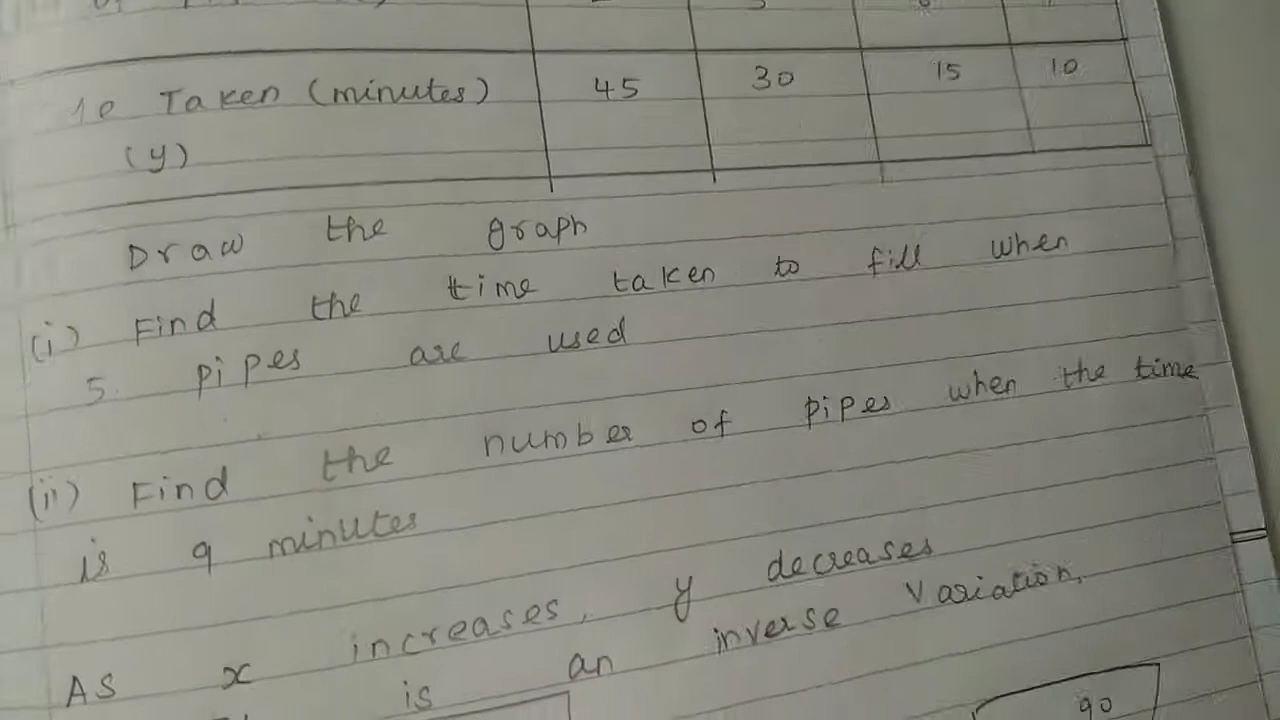 Taken (minutes) 45 30 15 10
(y)
Draw the graph
(i) Find the time taken to fill when
5. pipes are used
(ii) Find the number of pipes when the time
is 9 minutes
As x increases, y decreases
is an inverse variation.
90